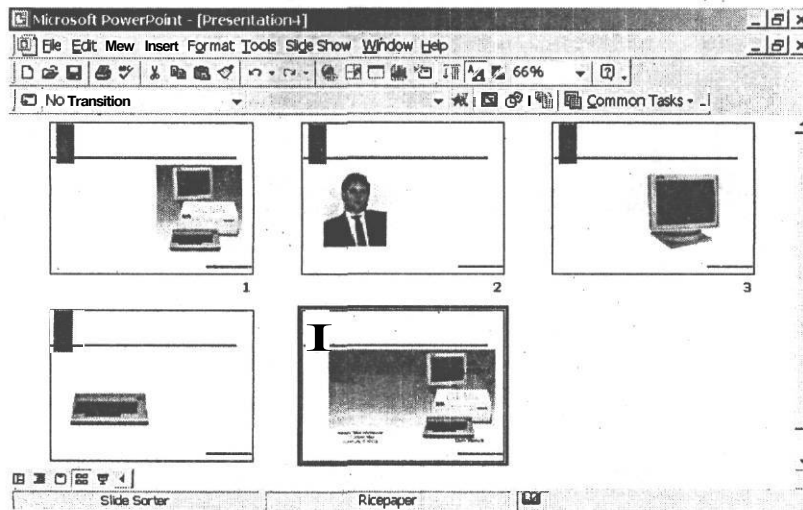 Microsoft PowerPoint - [Presentation4]
File Edit Mew Insert Format Tools Slide Show Window Help
66%
No Transition Common Tasks
1 2 3
I
Slide Sorter Ricepaper